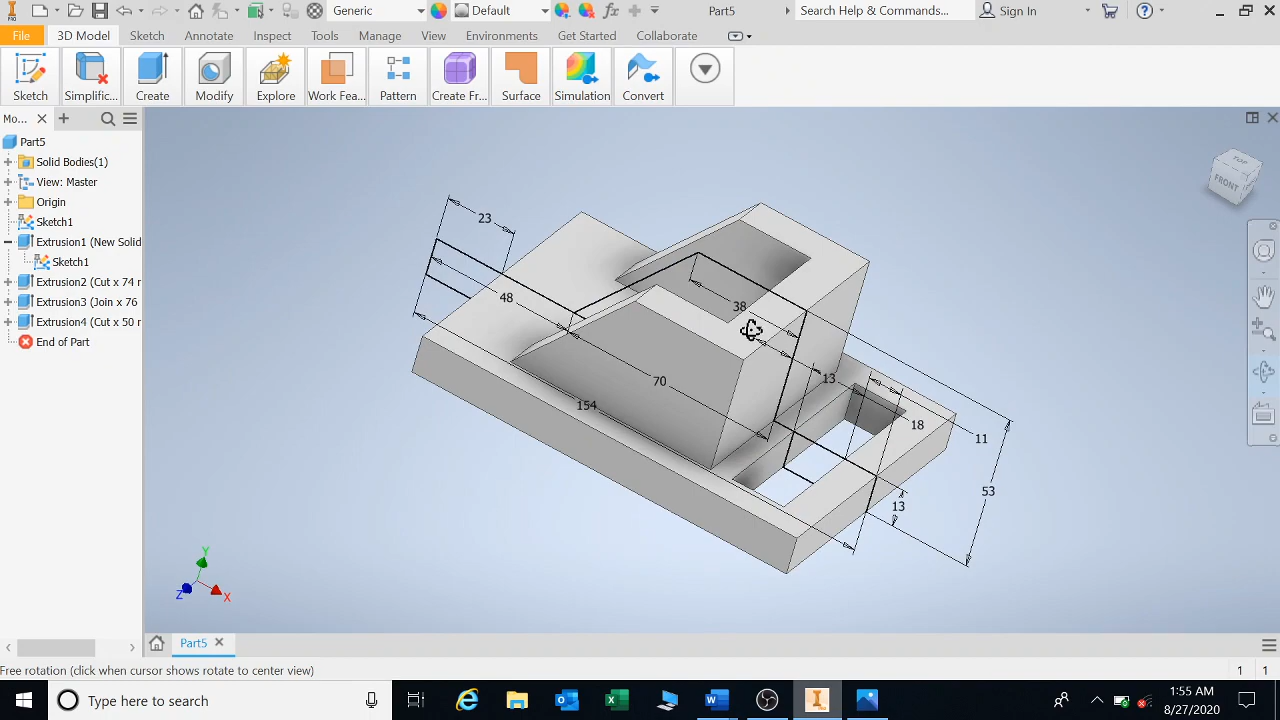 PRO Generic Default Part5 Search Help & Commands... Sign In
File 3D Model Sketch Annotate Inspect Tools Manage View Environments Get Started Collaborate
Sketch Simplific... Create Modify Explore Work Fea... Pattern Create Fr... Surface Simulation Convert
Mo...
Part5
Solid Bodies(1)
View: Master
Origin
Sketch1
Extrusion1 (New Solid
Sketch1
Extrusion2 (Cut x 74 r
Extrusion3 (Join x 76
Extrusion4 (Cut x 50 r
End of Part
TOP
FRONT
23
48
38
13
70
154
18
11
53
13
Y
Z
X
Part5
Free rotation (click when cursor shows rotate to center view) 1 1
Type here to search
1:55 AM
8/27/2020